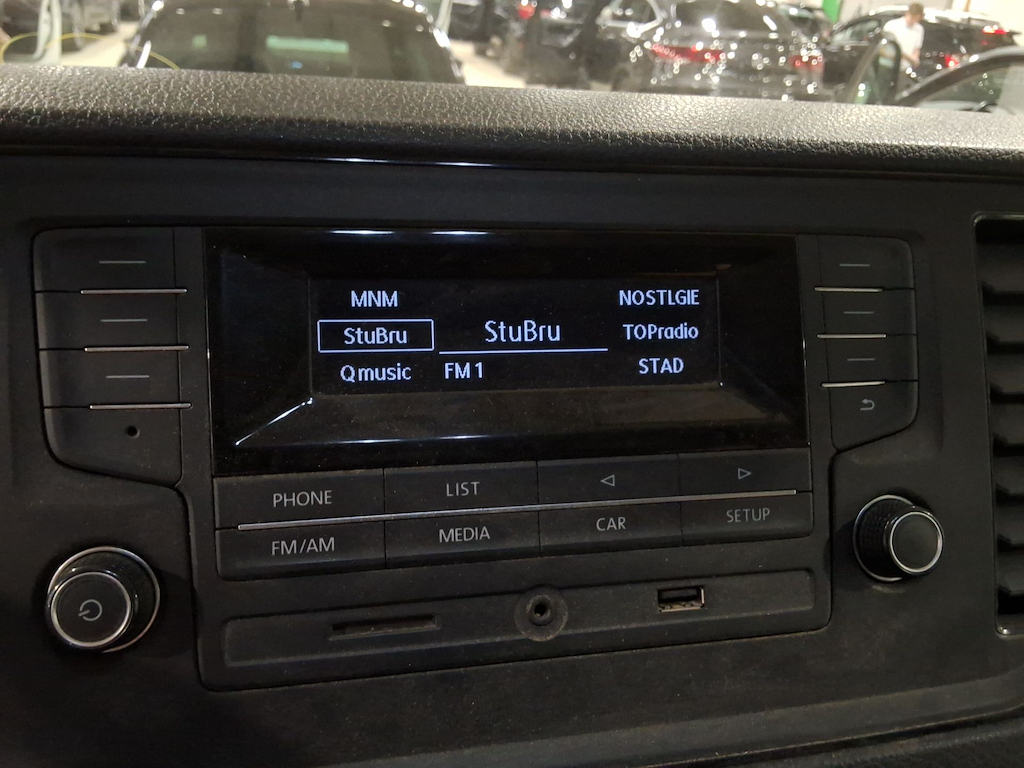 MNM
StuBru
Qmusic
StuBru
FM 1
NOSTLGIE
TOPradio
STAD
PHONE
LIST
FM/AM
MEDIA
CAR
SETUP